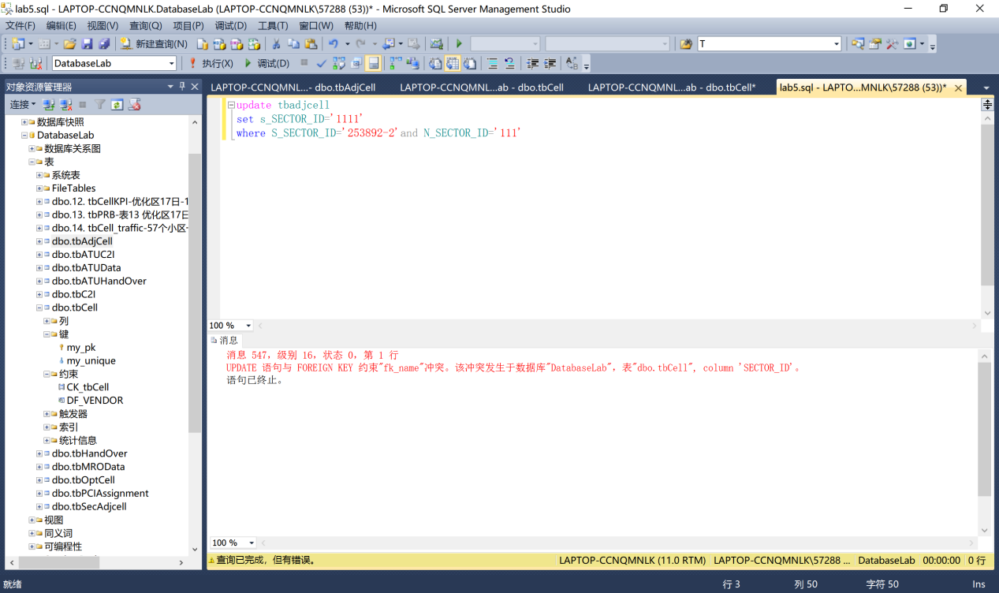 lab5.sql - LAPTOP-CCNQMNLK.DatabaseLab (LAPTOP-CCNQMNLK\57288 (53))* - Microsoft SQL Server Management Studio
文件(F) 编辑(E) 视图(V) 查询(Q) 项目(P) 调试(D) 工具(T) 窗口(W) 帮助(H)
新建查询(N) T
DatabaseLab 执行(X) 调试(D)
对象资源管理器
连接
数据库快照
DatabaseLab
数据库关系图
表
系统表
FileTables
dbo.12. tbCellKPI-优化区17日-1
dbo.13. tbPRB-表13 优化区17日
dbo.14. tbCell_traffic-57个小区-
dbo.tbAdjCell
dbo.tbATUC2I
dbo.tbATUData
dbo.tbATUHandOver
dbo.tbC2I
dbo.tbCell
列
键
my_pk
my_unique
约束
CK_tbCell
DF_VENDOR
触发器
索引
统计信息
dbo.tbHandOver
dbo.tbMROData
dbo.tbOptCell
dbo.tbPCIAssignment
dbo.tbSecAdjcell
视图
同义词
可编程性
LAPTOP-CCNQMNL...- dbo.tbAdjCell LAPTOP-CCNQMNL...ab - dbo.tbCell LAPTOP-CCNQMNL...ab - dbo.tbCell* lab5.sql - LAPTO...MNLK\57288 (53))*
update tbadjcell
set s_SECTOR_ID='1111'
where S_SECTOR_ID='253892-2'and N_SECTOR_ID='111'
100 %
消息
消息 547，级别 16，状态 0，第 1 行
UPDATE 语句与 FOREIGN KEY 约束"fk_name"冲突。该冲突发生于数据库"DatabaseLab"，表"dbo.tbCell", column 'SECTOR_ID'。
语句已终止。
100 %
查询已完成，但有错误。 LAPTOP-CCNQMNLK (11.0 RTM) LAPTOP-CCNQMNLK\57288 ... DatabaseLab 00:00:00 0 行
就绪 行 3 列 50 字符 50 Ins